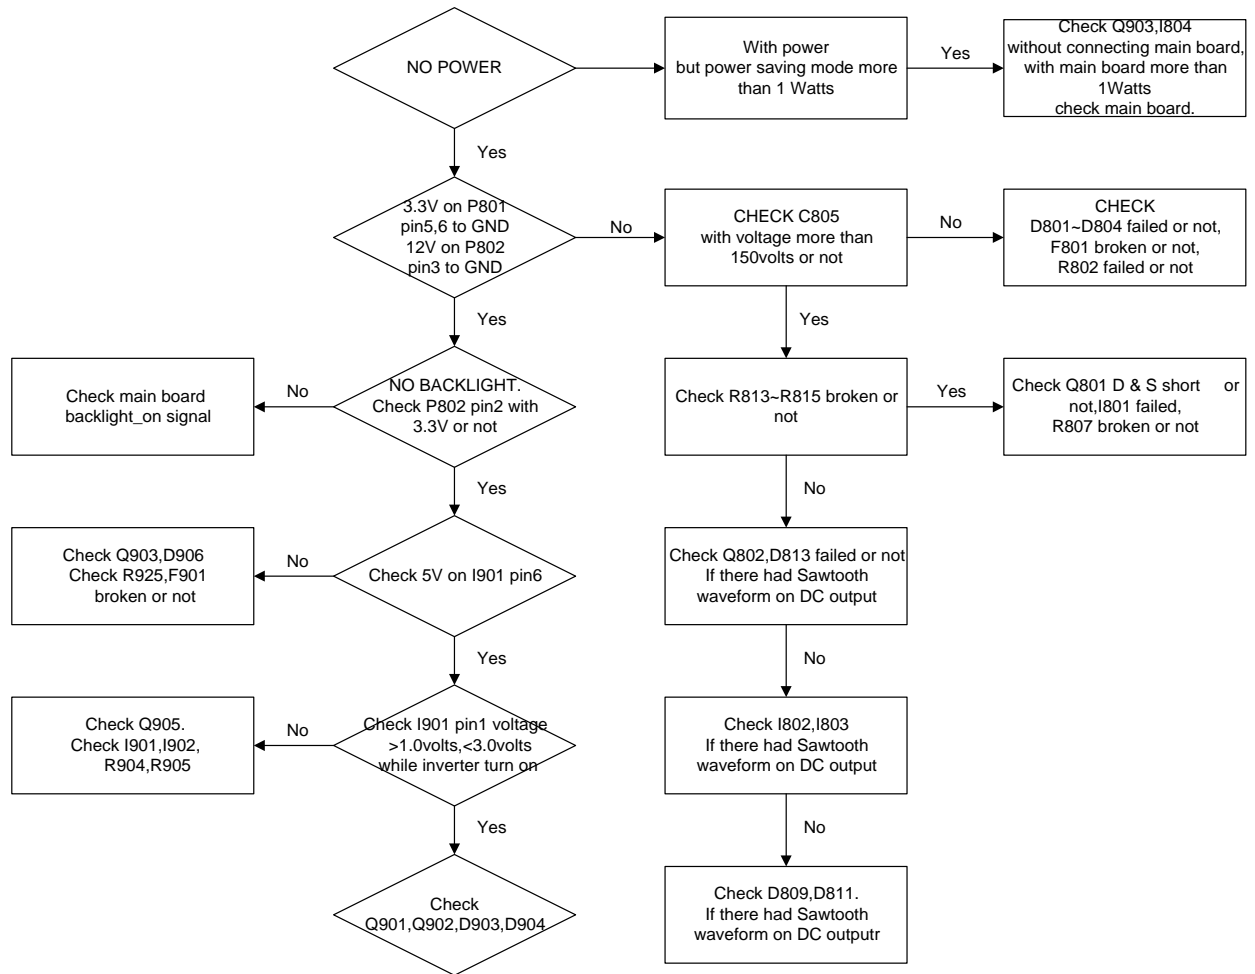 NO POWER
With power
but power saving mode more
than 1 Watts
Yes
Check Q903,I804
without connecting main board,
with main board more than
1Watts
check main board.
Yes
3.3V on P801
pin5,6 to GND
12V on P802
pin3 to GND
No
CHECK C805
with voltage more than
150volts or not
No
CHECK
D801~D804 failed or not,
F801 broken or not,
R802 failed or not
Yes
Yes
Check main board
backlight_on signal
No
NO BACKLIGHT.
Check P802 pin2 with
3.3V or not
Check R813~R815 broken or
not
Yes
Check Q801 D & S short or
not,I801 failed,
R807 broken or not
Yes
No
Check Q903,D906
Check R925,F901
broken or not
No
Check 5V on I901 pin6
Check Q802,D813 failed or not
If there had Sawtooth
waveform on DC output
Yes
No
Check Q905.
Check I901,I902,
R904,R905
No
Check I901 pin1 voltage
>1.0volts,<3.0volts
while inverter turn on
Check I802,I803
If there had Sawtooth
waveform on DC output
Yes
No
Check
Q901,Q902,D903,D904
Check D809,D811.
If there had Sawtooth
waveform on DC outputr